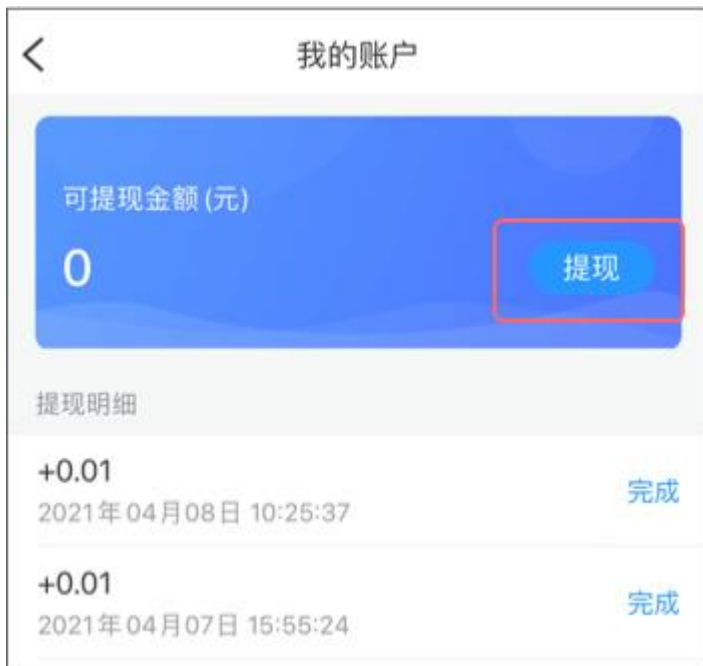 我的账户
可提现金额(元)
0
提现
提现明细
+0.01
2021年04月08日 10:25:37
完成
+0.01
2021年04月07日 15:55:24
完成